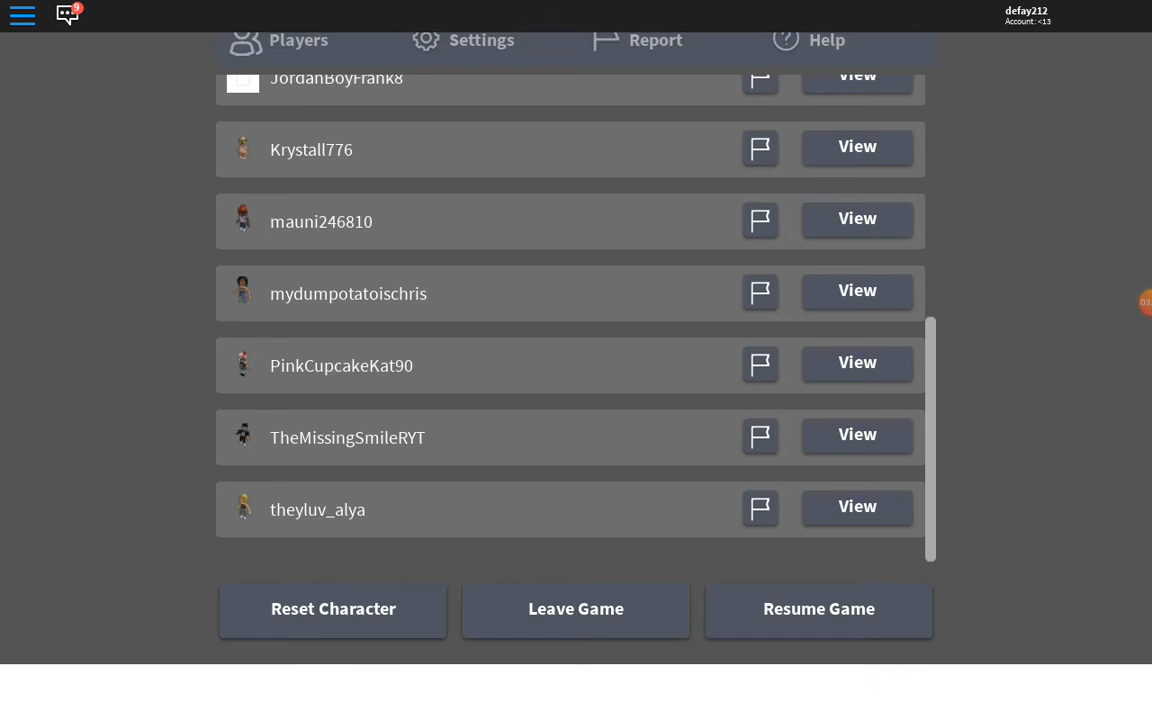 9
defay212
Account: <13
Players
Settings
Report
Help
JordanBoyFrank8
View
Krystall776
View
mauni246810
View
mydumpotatoischris
View
PinkCupcakeKat90
View
TheMissingSmileRYT
View
theyluv_alya
View
Reset Character
Leave Game
Resume Game